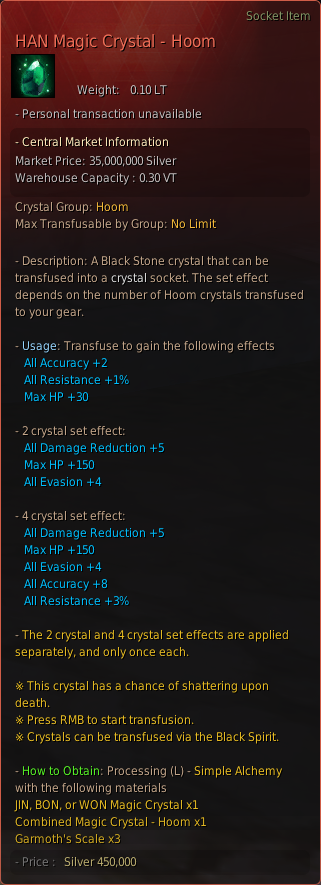 Socket Item
HAN Magic Crystal - Hoom
Weight: 0.10 LT
- Personal transaction unavailable
- Central Market Information
Market Price: 35,000,000 Silver
Warehouse Capacity : 0.30 VT
Crystal Group: Hoom
Max Transfusable by Group: No Limit
- Description: A Black Stone crystal that can be
transfused into a crystal socket. The set effect
depends on the number of Hoom crystals transfused
to your gear.
- Usage: Transfuse to gain the following effects
All Accuracy +2
All Resistance +1%
Max HP +30
- 2 crystal set effect:
All Damage Reduction +5
Max HP +150
All Evasion +4
- 4 crystal set effect:
All Damage Reduction +5
Max HP +150
All Evasion +4
All Accuracy +8
All Resistance +3%
- The 2 crystal and 4 crystal set effects are applied
separately, and only once each.
※ This crystal has a chance of shattering upon
death.
※ Press RMB to start transfusion.
※ Crystals can be transfused via the Black Spirit.
- How to Obtain: Processing (L) - Simple Alchemy
with the following materials
JIN, BON, or WON Magic Crystal x1
Combined Magic Crystal - Hoom x1
Garmoth's Scale x3
- Price : Silver 450,000